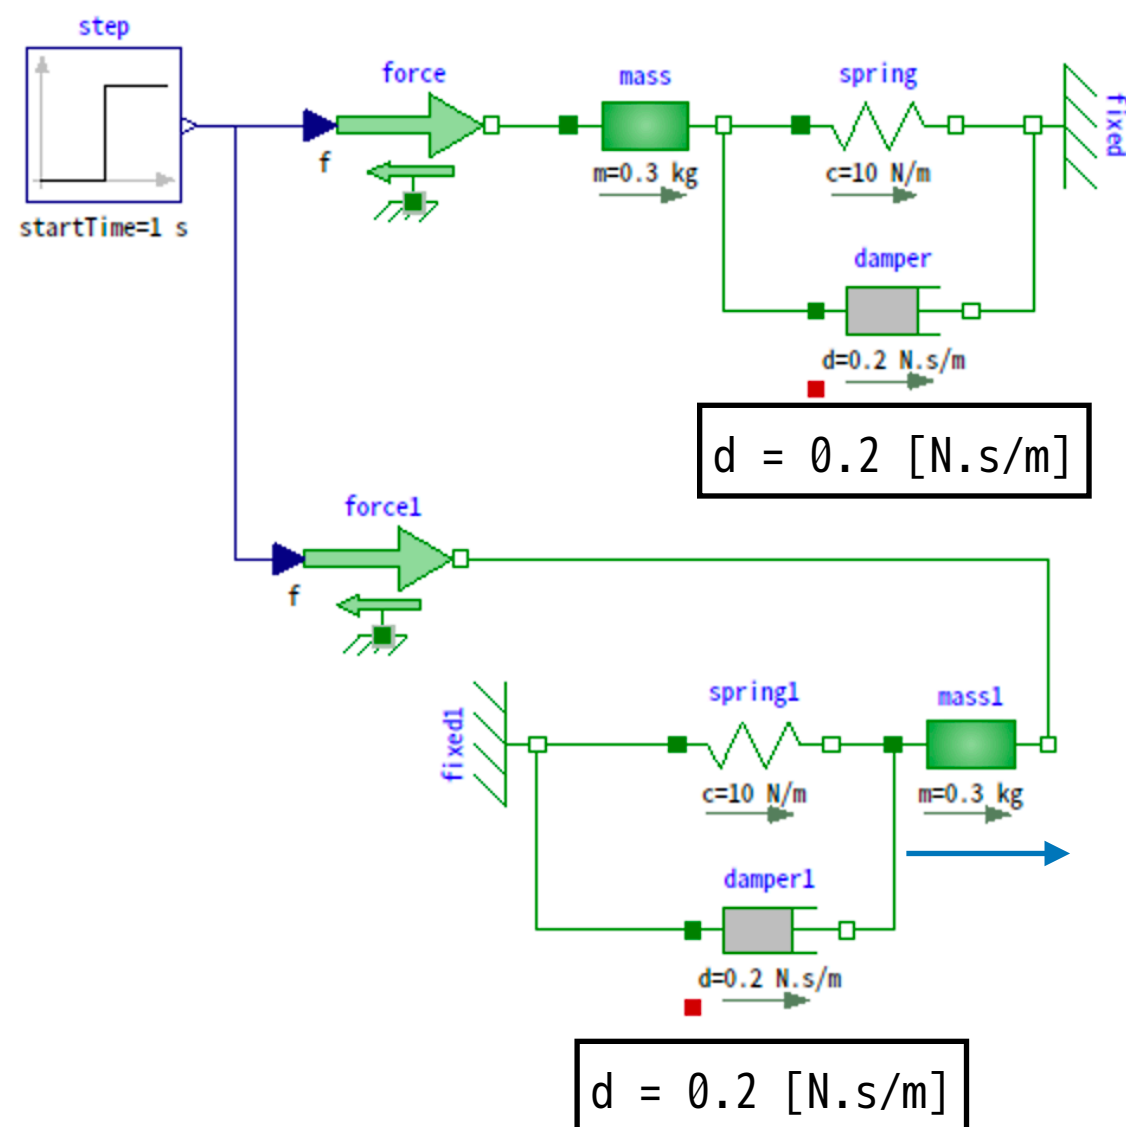 step
force
mass
spring
fixed
f
m=0.3 kg
c=10 N/m
startTime=1 s
damper
d=0.2 N.s/m
d = 0.2 [N.s/m]
force1
f
fixed1
spring1
mass1
c=10 N/m
m=0.3 kg
damper1
d=0.2 N.s/m
d = 0.2 [N.s/m]